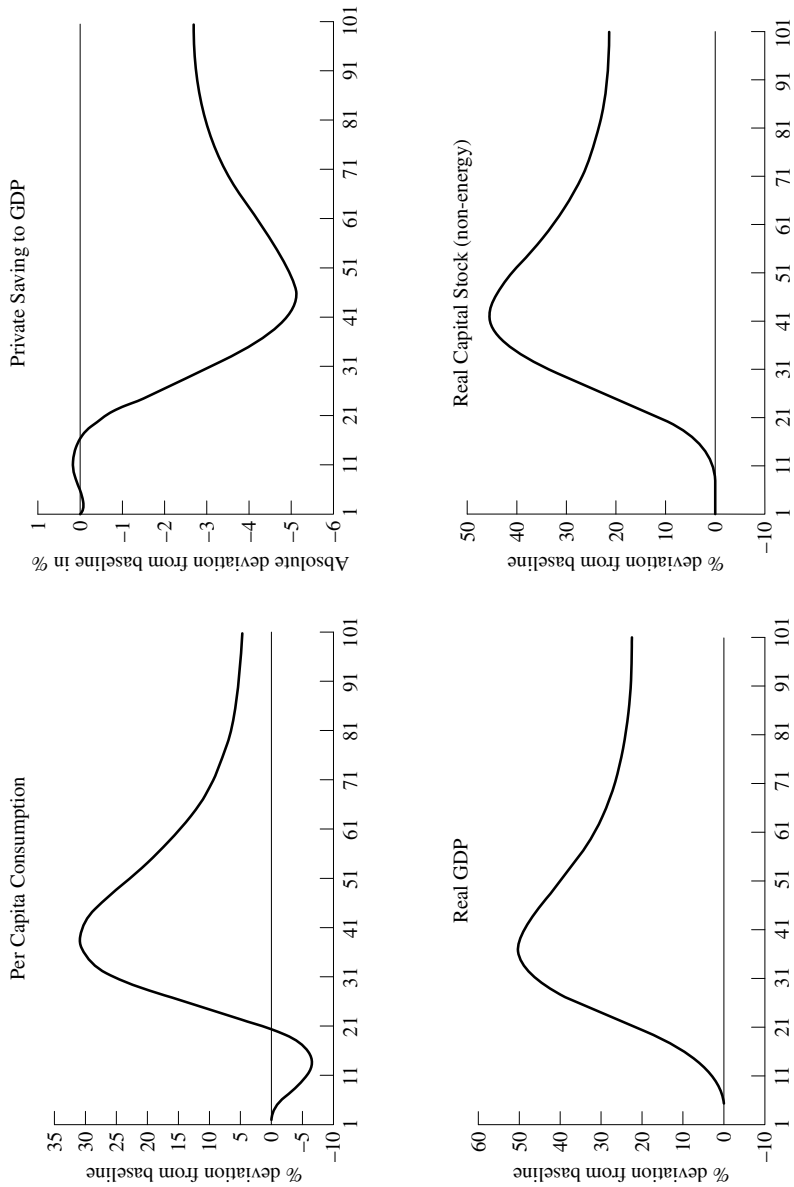 Per Capita Consumption
% deviation from baseline
35
30
25
20
15
10
5
0
−5
−10
1 11 21 31 41 51 61 71 81 91 101
Private Saving to GDP
Absolute deviation from baseline in %
1
0
−1
−2
−3
−4
−5
−6
1 11 21 31 41 51 61 71 81 91 101
Real GDP
% deviation from baseline
60
50
40
30
20
10
0
−10
1 11 21 31 41 51 61 71 81 91 101
Real Capital Stock (non-energy)
% deviation from baseline
50
40
30
20
10
0
−10
1 11 21 31 41 51 61 71 81 91 101